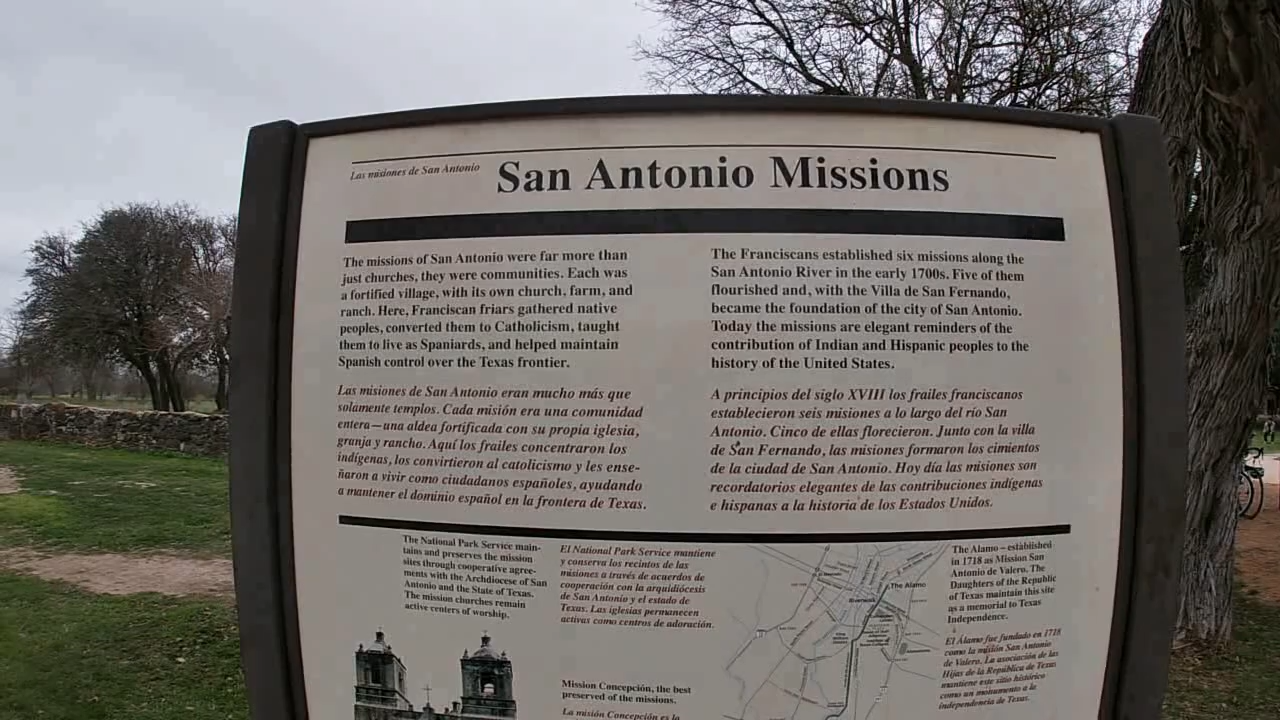 Las misiones de San Antonio
San Antonio Missions
The missions of San Antonio were far more than
just churches, they were communities. Each was
a fortified village, with its own church, farm, and
ranch. Here, Franciscan friars gathered native
peoples, converted them to Catholicism, taught
them to live as Spaniards, and helped maintain
Spanish control over the Texas frontier.
Las misiones de San Antonio eran mucho más que
solamente templos. Cada misión era una comunidad
entera—una aldea fortificada con su propia iglesia,
granja y rancho. Aquí los frailes concentraron los
indígenas, los convirtieron al catolicismo y les ense-
ñaron a vivir como ciudadanos españoles, ayudando
a mantener el dominio español en la frontera de Texas.
The Franciscans established six missions along the
San Antonio River in the early 1700s. Five of them
flourished and, with the Villa de San Fernando,
became the foundation of the city of San Antonio.
Today the missions are elegant reminders of the
contribution of Indian and Hispanic peoples to the
history of the United States.
A principios del siglo XVIII los frailes franciscanos
establecieron seis misiones a lo largo del río San
Antonio. Cinco de ellas florecieron. Junto con la villa
de San Fernando, las misiones formaron los cimientos
de la ciudad de San Antonio. Hoy día las misiones son
recordatorios elegantes de las contribuciones indígenas
e hispanas a la historia de los Estados Unidos.
The National Park Service main-
tains and preserves the mission
sites through cooperative agree-
ments with the Archdiocese of San
Antonio and the State of Texas.
The mission churches remain
active centers of worship.
El National Park Service mantiene
y conserva los recintos de las
misiones a través de acuerdos de
cooperación con la arquidiócesis
de San Antonio y el estado de
Texas. Las iglesias permanecen
activas como centros de adoración.
Mission Concepción, the best
preserved of the missions.
La misión Concepción es la
The Alamo
Riverwalk
The Alamo – established
in 1718 as Mission San
Antonio de Valero. The
Daughters of the Republic
of Texas maintain this site
as a memorial to Texas
Independence.
El Álamo fue fundado en 1718
como la misión San Antonio
de Valero. La asociación de las
Hijas de la República de Texas
mantiene este sitio histórico
como un monumento a la
independencia de Texas.